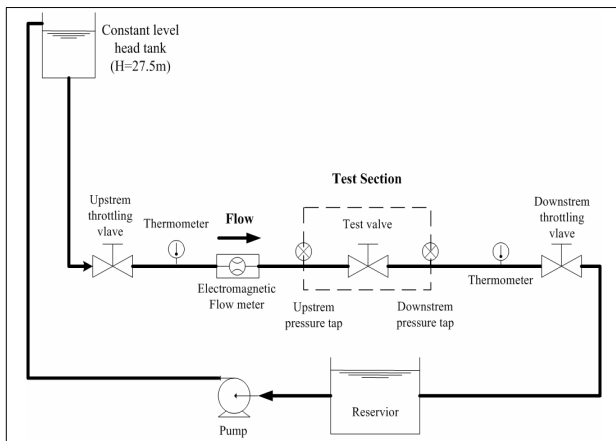 Constant level
head tank
(H=27.5m)
Upstrem
throttling
vlave
Thermometer
Flow
Electromagnetic
Flow meter
Test Section
Test valve
Upstrem
pressure tap
Downstrem
pressure tap
Thermometer
Downstrem
throttling
vlave
Pump
Reservior